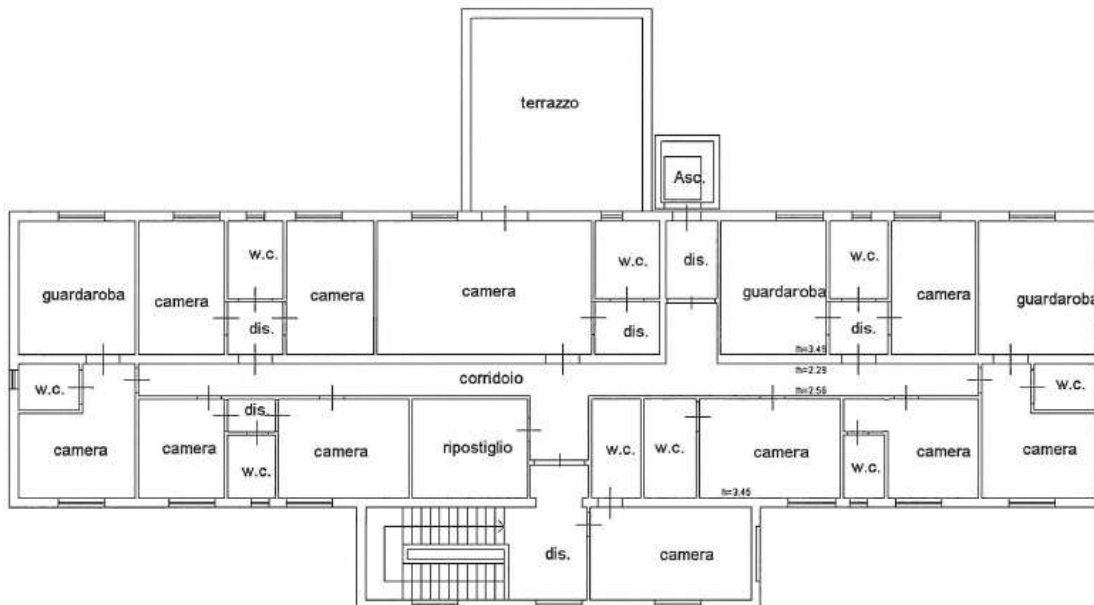 terrazzo
Asc.
guardaroba
camera
w.c.
dis.
camera
camera
w.c.
dis.
dis.
guardaroba
w.c.
dis.
camera
guardaroba
h=3.49
h=2.29
h=2.56
corridoio
w.c.
camera
camera
dis.
w.c.
camera
ripostiglio
w.c.
w.c.
camera
h=3.45
w.c.
camera
w.c.
camera
dis.
camera